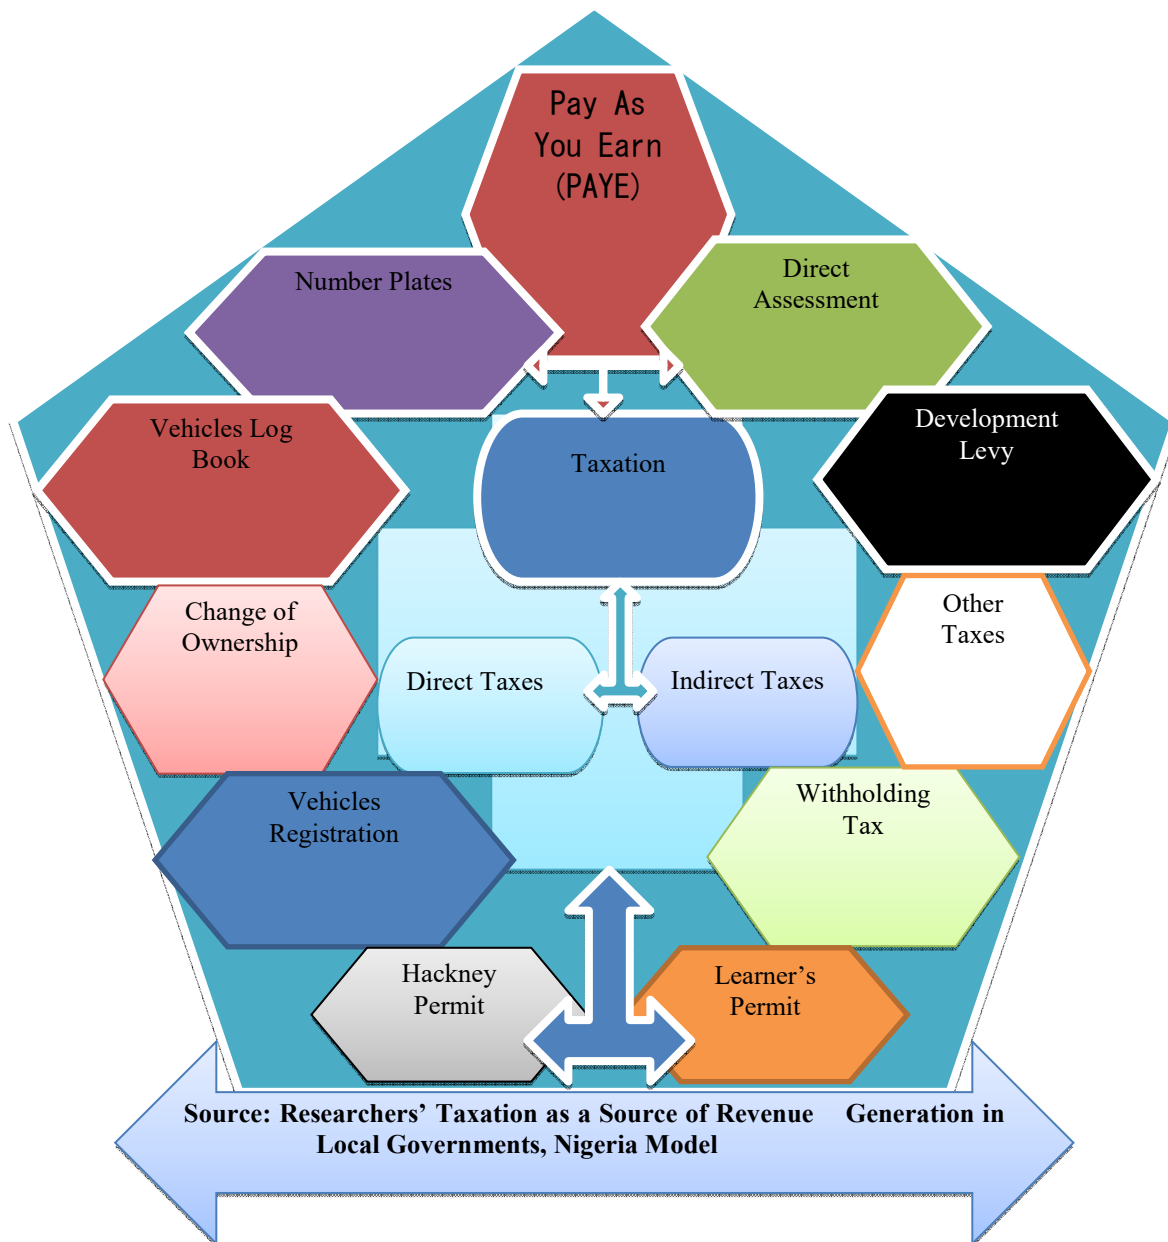 Pay As
You Earn
(PAYE)
Number Plates
Direct
Assessment
Vehicles Log
Book
Taxation
Development
Levy
Change of
Ownership
Direct Taxes
Indirect Taxes
Other
Taxes
Vehicles
Registration
Withholding
Tax
Hackney
Permit
Learner’s
Permit
Source: Researchers’ Taxation as a Source of Revenue Generation in
Local Governments, Nigeria Model